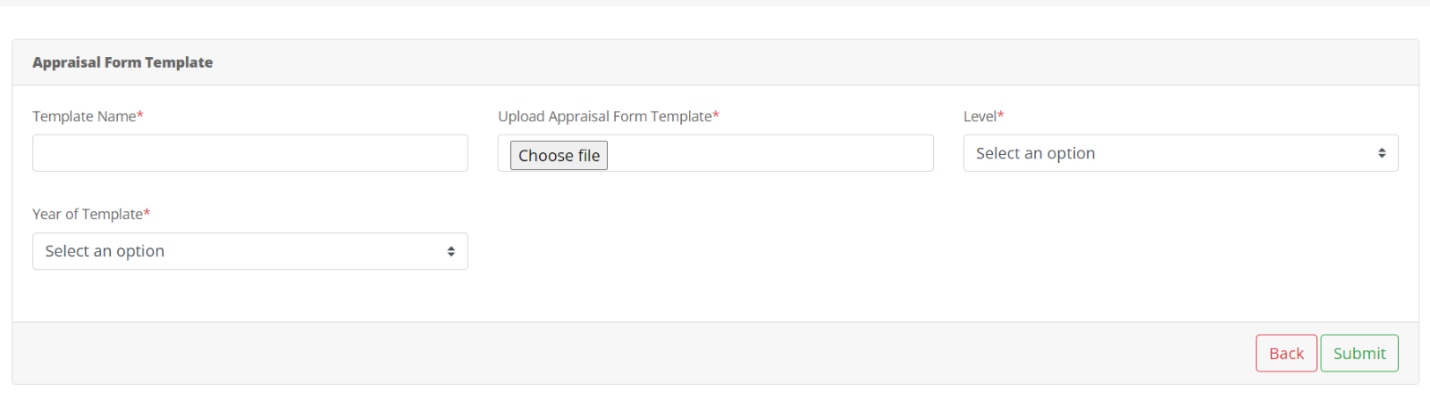 Appraisal Form Template
Template Name* Upload Appraisal Form Template* Level*
Choose file Select an option
Year of Template*
Select an option
Back Submit